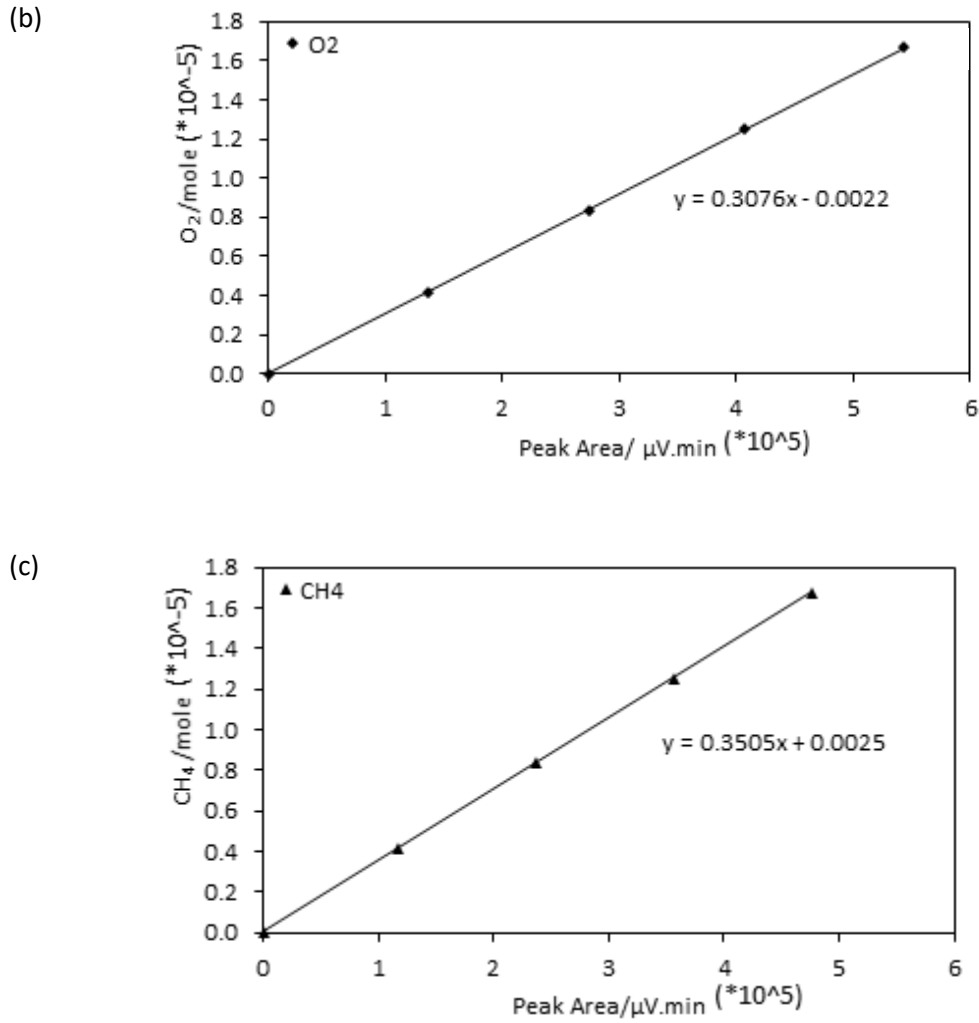 (b)
1.8
1.6
1.4
1.2
1.0
0.8
0.6
0.4
0.2
0.0
O₂/mole (*10^-5)
O2
y = 0.3076x - 0.0022
0 1 2 3 4 5 6
Peak Area/ µV.min (*10^5)
(c)
1.8
1.6
1.4
1.2
1.0
0.8
0.6
0.4
0.2
0.0
CH₄/mole (*10^-5)
CH4
y = 0.3505x + 0.0025
0 1 2 3 4 5 6
Peak Area/µV.min (*10^5)